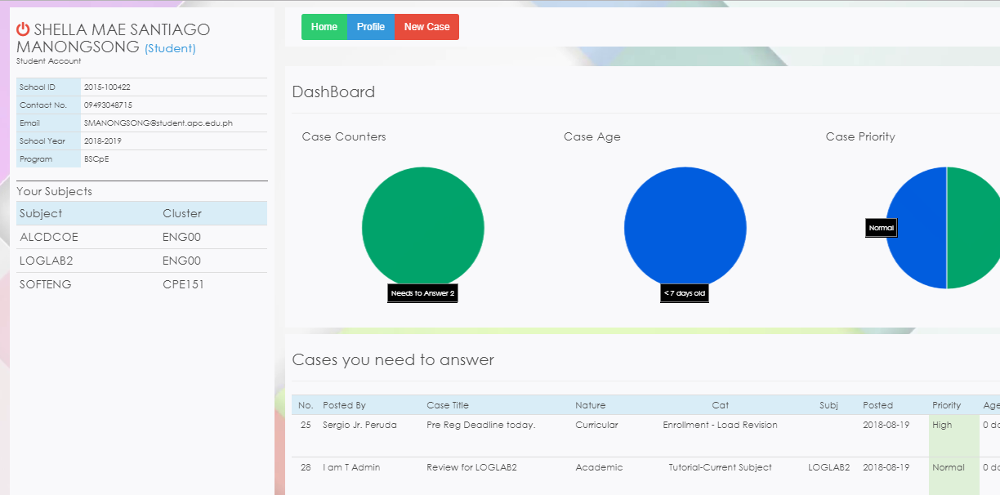 SHELLA MAE SANTIAGO
MANONGSONG (Student)
Student Account
School ID 2015-100422
Contact No. 09493048715
Email SMANONGSONG@student.apc.edu.ph
School Year 2018-2019
Program BSCpE
Your Subjects
Subject Cluster
ALCDCOE ENG00
LOGLAB2 ENG00
SOFTENG CPE151
Home Profile New Case
DashBoard
Case Counters Case Age Case Priority
Normal
Needs to Answer 2 < 7 days old
Cases you need to answer
No. Posted By Case Title Nature Cat Subj Posted Priority Age
25 Sergio Jr. Peruda Pre Reg Deadline today. Curricular Enrollment - Load Revision 2018-08-19 High 0
28 I am T Admin Review for LOGLAB2 Academic Tutorial-Current Subject LOGLAB2 2018-08-19 Normal 0